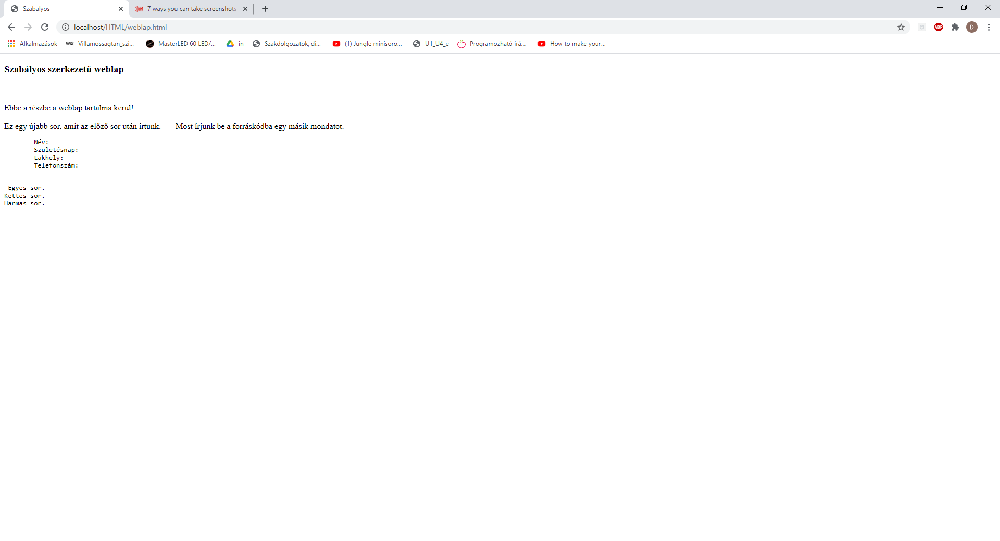 Szabalyos
c|net 7 ways you can take screenshots
localhost/HTML/weblap.html
ABP
D
Alkalmazások
WIX Villamossagtan_szi...
MasterLED 60 LED/...
in
Szakdolgozatok, di...
(1) Jungle minisoro...
U1_U4_e
Programozható irá...
How to make your...
Szabályos szerkezetű weblap
Ebbe a részbe a weblap tartalma kerül!
Ez egy újabb sor, amit az előző sor után írtunk. Most írjunk be a forráskódba egy másik mondatot.
Név:
Születésnap:
Lakhely:
Telefonszám:
Egyes sor.
Kettes sor.
Harmas sor.